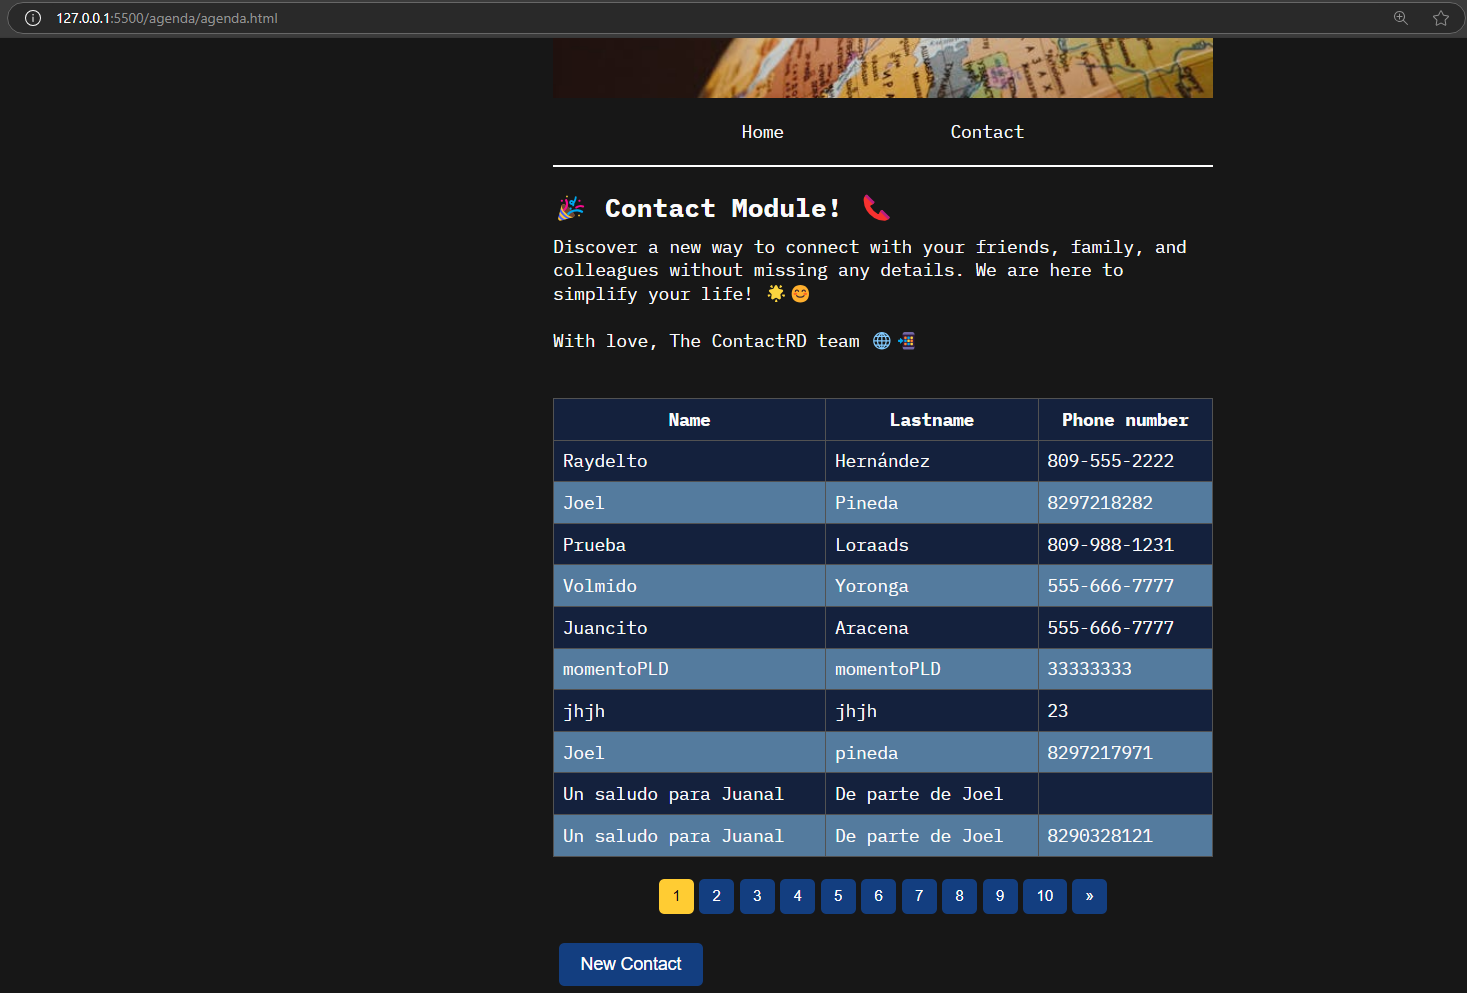 127.0.0.1:5500/agenda/agenda.html
Home Contact
Contact Module!
Discover a new way to connect with your friends, family, and
colleagues without missing any details. We are here to
simplify your life!
With love, The ContactRD team
Name Lastname Phone number
Raydelto Hernández 809-555-2222
Joel Pineda 8297218282
Prueba Loraads 809-988-1231
Volmido Yoronga 555-666-7777
Juancito Aracena 555-666-7777
momentoPLD momentoPLD 33333333
jhjh jhjh 23
Joel pineda 8297217971
Un saludo para Juanal De parte de Joel
Un saludo para Juanal De parte de Joel 8290328121
1 2 3 4 5 6 7 8 9 10 »
New Contact